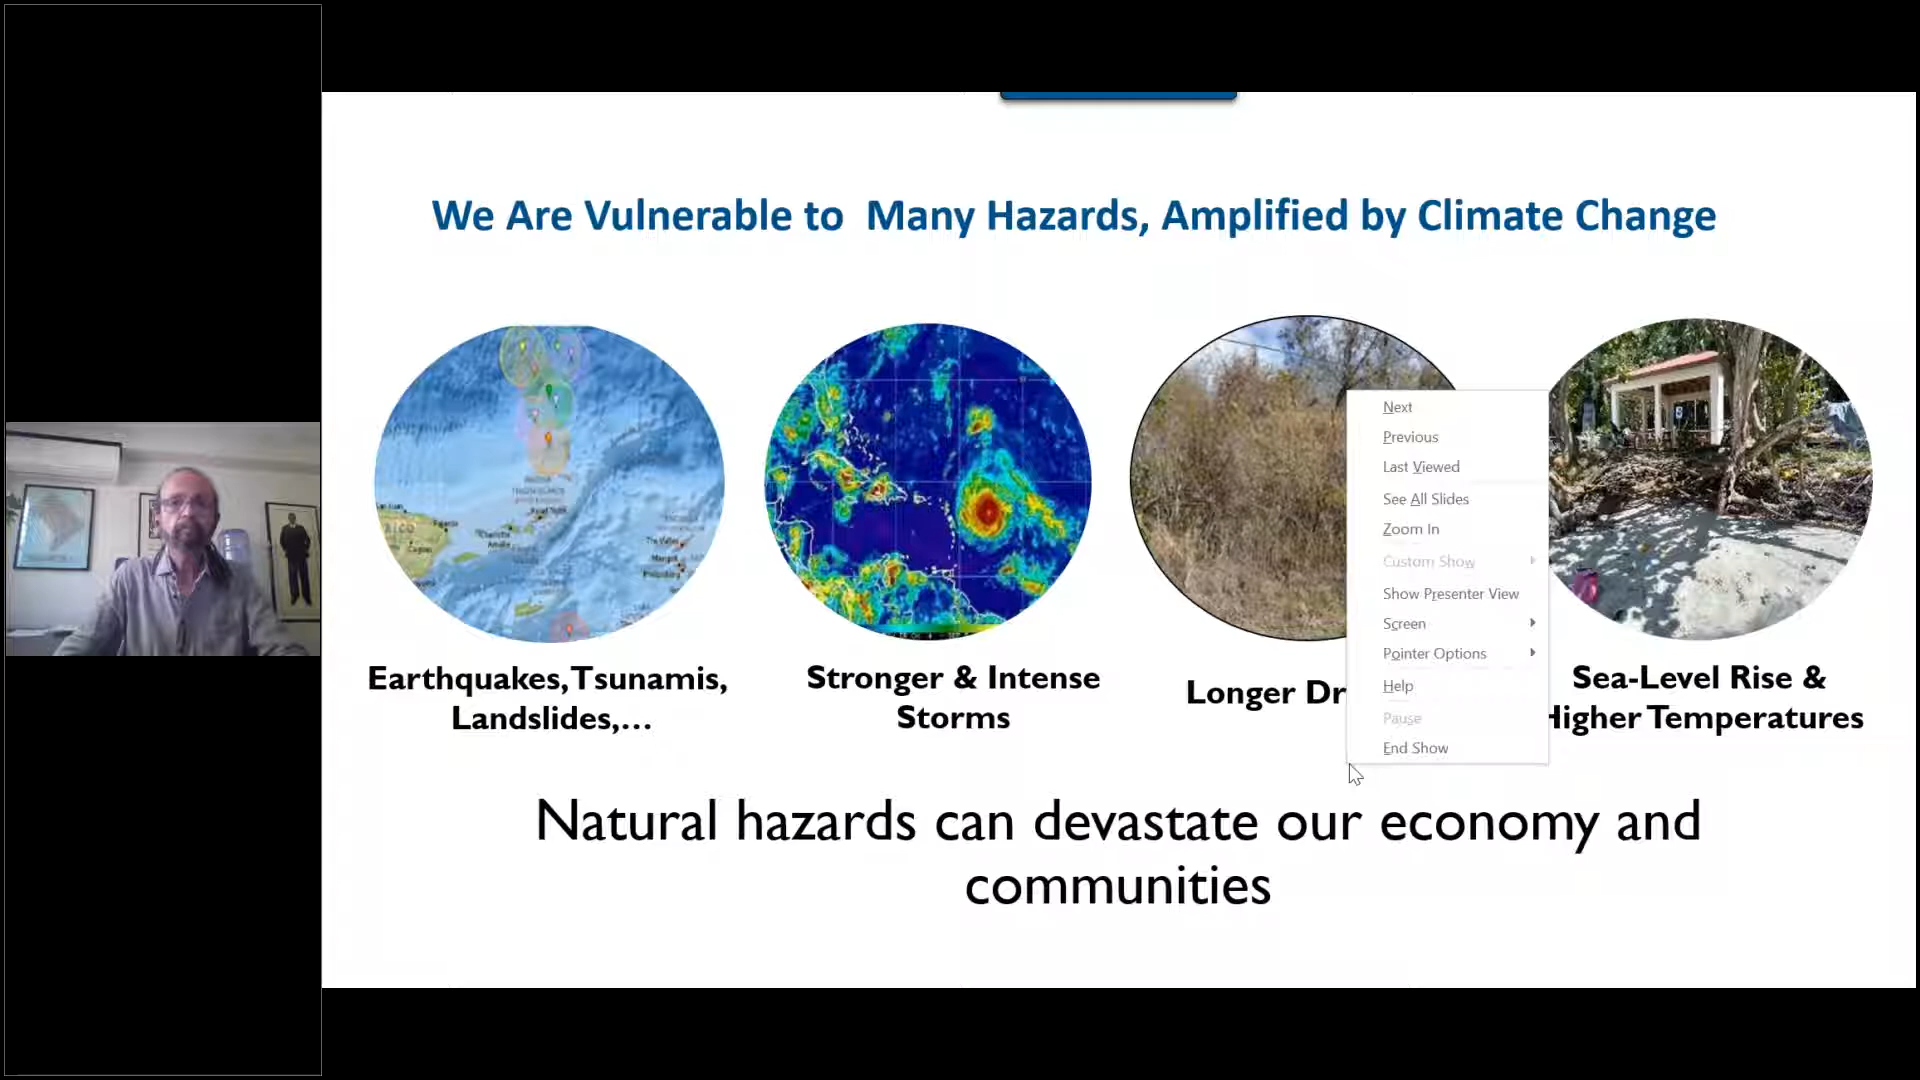 We Are Vulnerable to  Many Hazards, Amplified by Climate Change
Earthquakes, Tsunamis,
Landslides,...
Stronger & Intense
Storms
Longer Dr
Sea-Level Rise &
Higher Temperatures
Next
Previous
Last Viewed
See All Slides
Zoom In
Custom Show
Show Presenter View
Screen
Pointer Options
Help
Pause
End Show
Natural hazards can devastate our economy and
communities